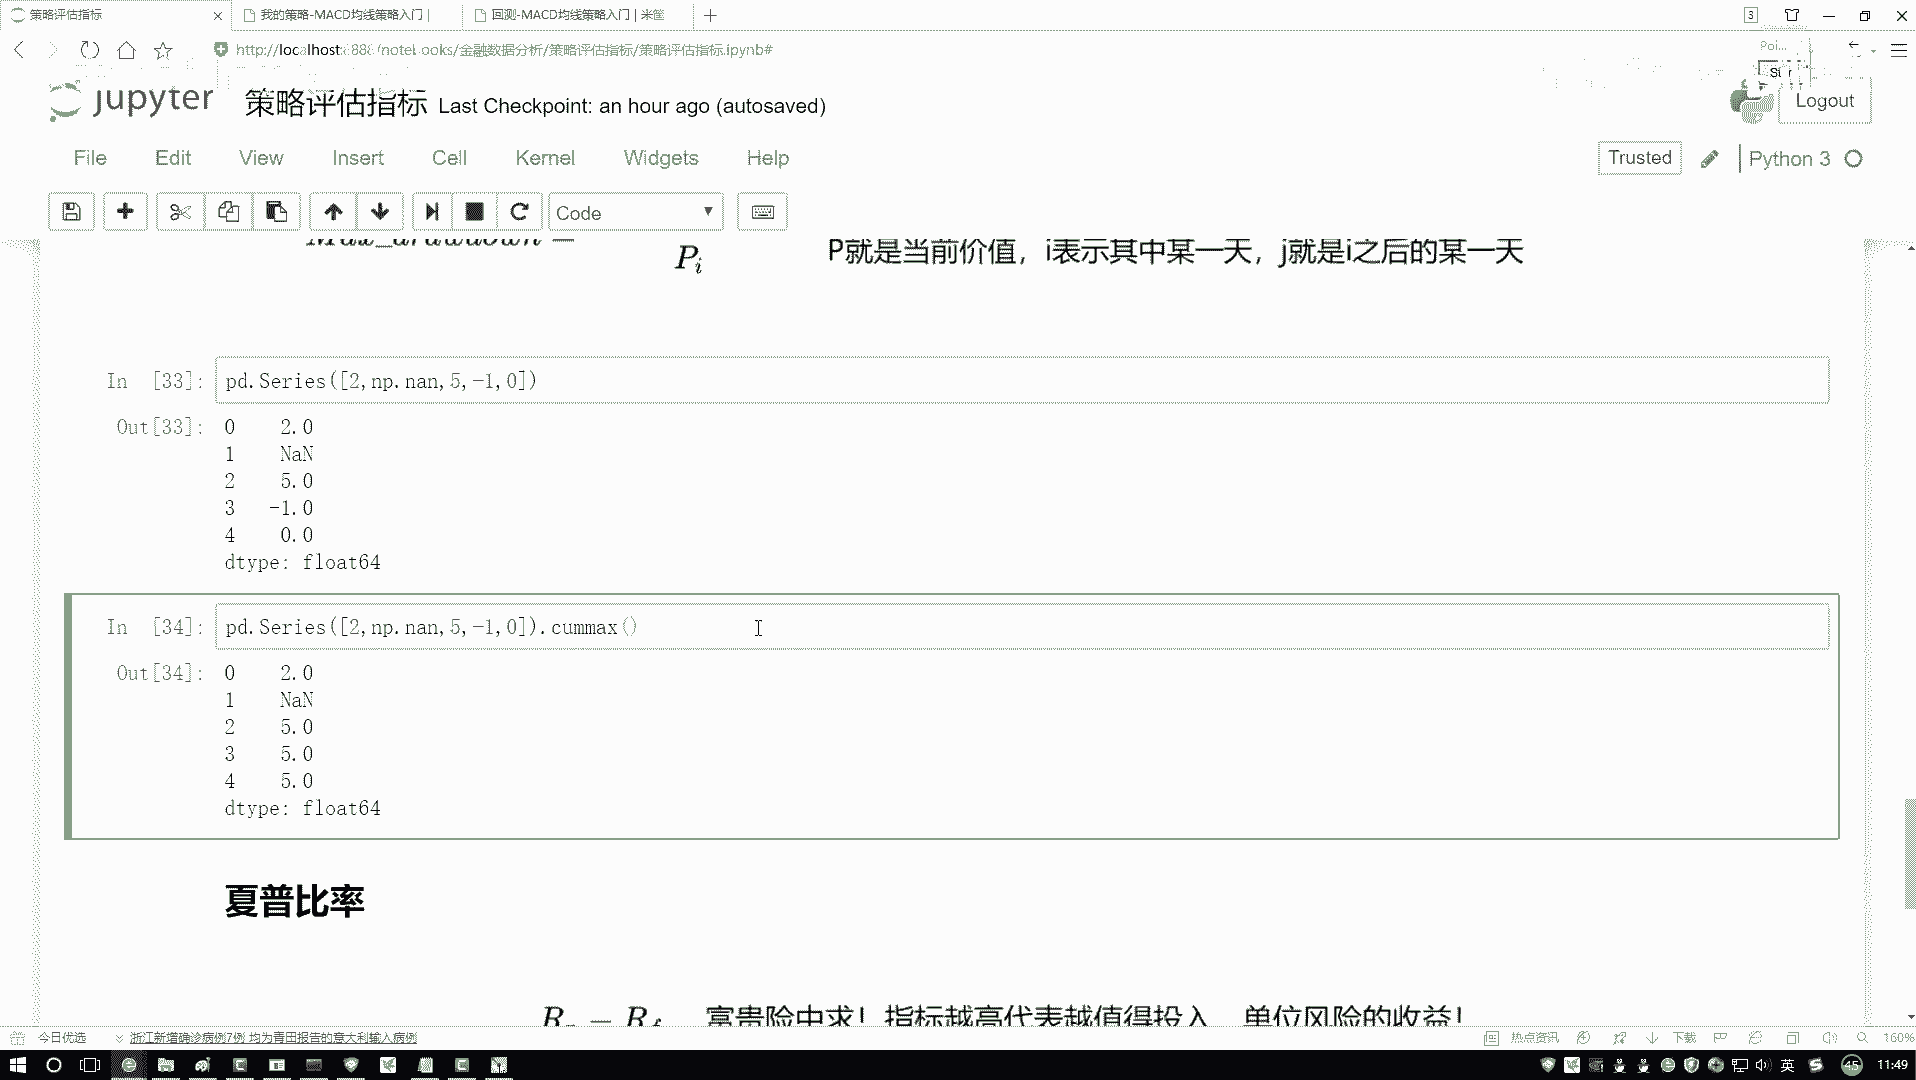 策略评估指标
我的策略-MACD均线策略入门 |
回测-MACD均线策略入门 | 米筐
3
策略评估指标/策略评估指标.ipynb#
Poi...
jupyter
策略评估指标 Last Checkpoint: an hour ago (autosaved)
Logout
File Edit View Insert Cell Kernel Widgets Help
Trusted
Python 3
Code
P_i
P就是当前价值，i表示其中某一天，j就是i之后的某一天
In [33]: pd.Series([2,np.nan,5,-1,0])
Out[33]: 0 2.0
1 NaN
2 5.0
3 -1.0
4 0.0
dtype: float64
In [34]: pd.Series([2,np.nan,5,-1,0]).cummax()
Out[34]: 0 2.0
1 NaN
2 5.0
3 5.0
4 5.0
dtype: float64
夏普比率
富贵险中求！指标越高代表越值得投入，单位风险的收益！
今日优选
浙江新增确诊病例7例 均为青田报告的意大利输入病例
热点资讯
下载
160%
英
45
11:49